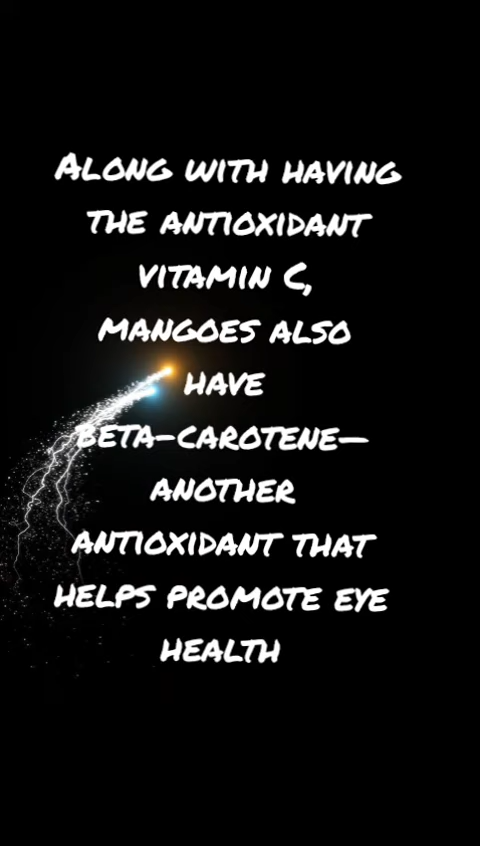 Along with having
the antioxidant
vitamin C,
mangoes also
have
beta-carotene—
another
antioxidant that
helps promote eye
health